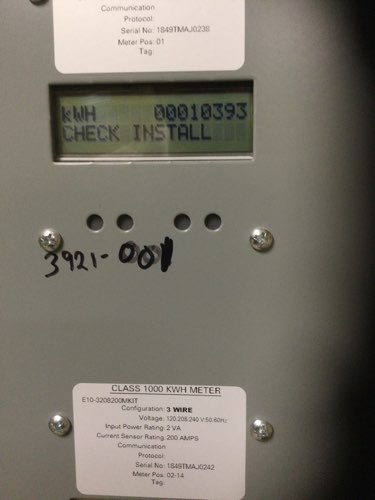 Communication
Protocol:
Serial No: 1849TMAJ0238
Meter Pos: 01
Tag:
kWH 00010393
CHECK INSTALL
3921-001
CLASS 1000 KWH METER
E10-3208200MKIT
Configuration: 3 WIRE
Voltage: 120:208-240 V:50-60Hz
Input Power Rating: 2 VA
Current Sensor Rating: 200 AMPS
Communication
Protocol:
Serial No: 1849TMAJ0242
Meter Pos: 02-14
Tag: